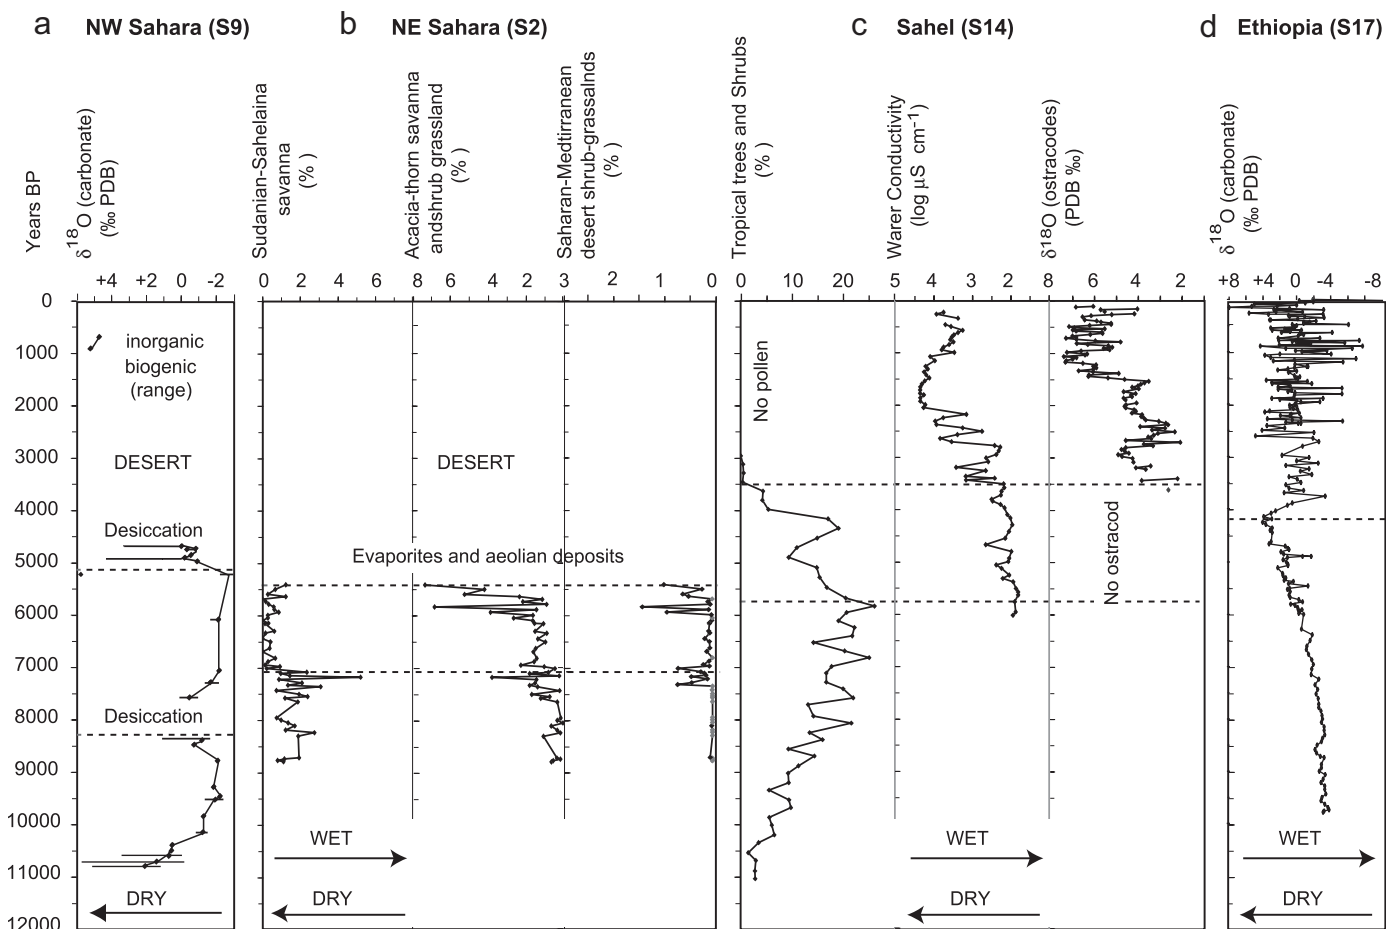 a NW Sahara (S9) b NE Sahara (S2) c Sahel (S14) d Ethiopia (S17)
Years BP
δ18O (carbonate)
(‰ PDB)
Sudanian-Sahelaina
savanna
(% )
Acacia-thorn savanna
andshrub grassland
(% )
Saharan-Medtirranean
desert shrub-grassalnds
(% )
Tropical trees and Shrubs
(% )
Warer Conductivity
(log µS cm−1)
δ18O (ostracodes)
(PDB ‰)
δ 18O (carbonate)
(‰ PDB)
+4 +2 0 -2 0 2 4 6 8 6 4 2 3 2 1 0 0 10 20 5 4 3 2 8 6 4 2 +8 +4 0 -4 -8
0
1000
2000
3000
4000
5000
6000
7000
8000
9000
10000
11000
12000
inorganic
biogenic
(range)
No pollen
DESERT DESERT
Desiccation
Evaporites and aeolian deposits
No ostracod
Desiccation
WET WET WET
DRY DRY DRY DRY